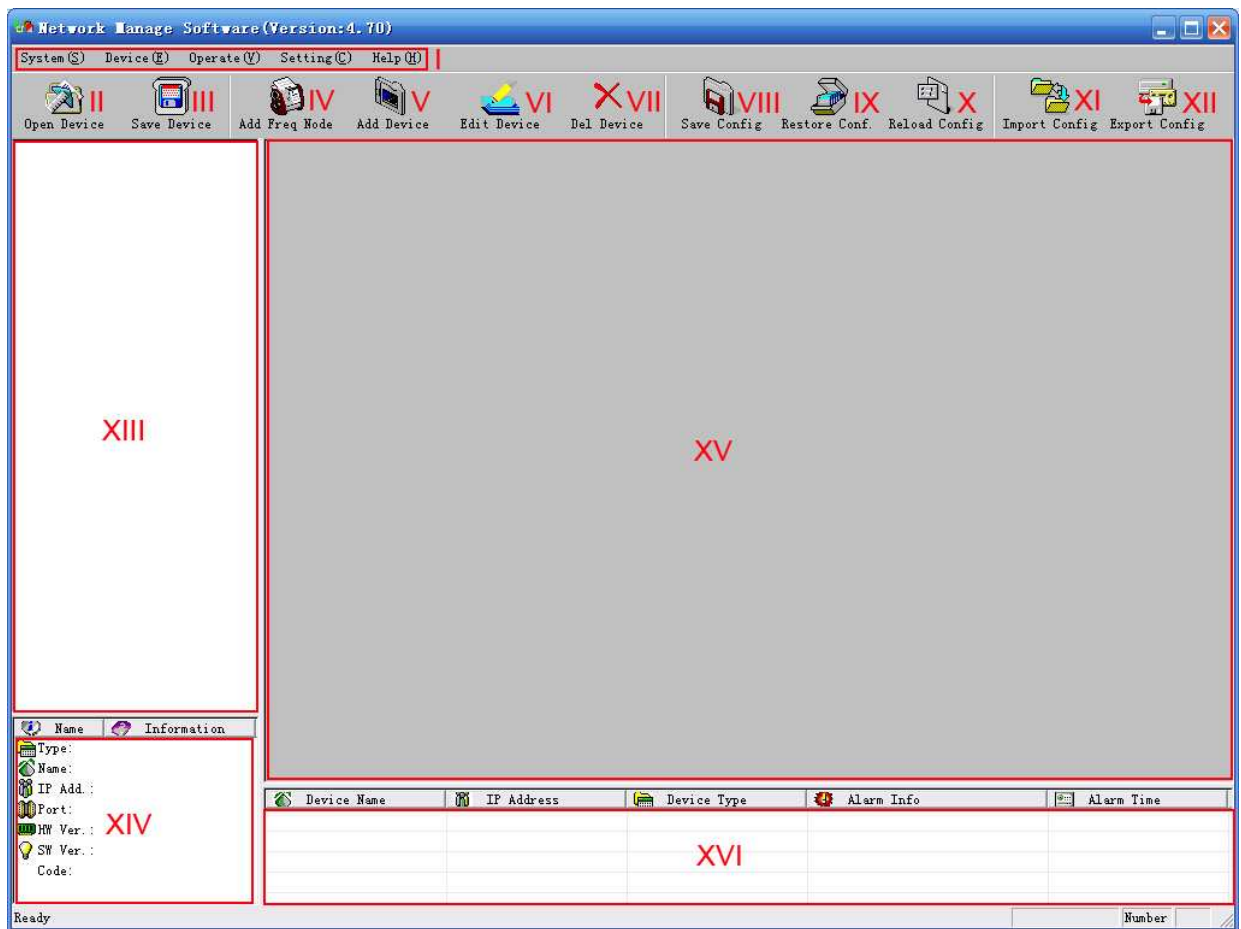 Network Manage Software(Version:4.70)
System(S) Device(E) Operate(V) Setting(C) Help(H) I
II III IV V VI VII VIII IX X XI XII
Open Device Save Device Add Freq Node Add Device Edit Device Del Device Save Config Restore Conf. Reload Config Import Config Export Config
XIII
XV
Name Information
Type:
Name:
IP Add.:
Port:
HW Ver.:
SW Ver.:
Code:
XIV
Device Name IP Address Device Type Alarm Info Alarm Time
XVI
Ready Number